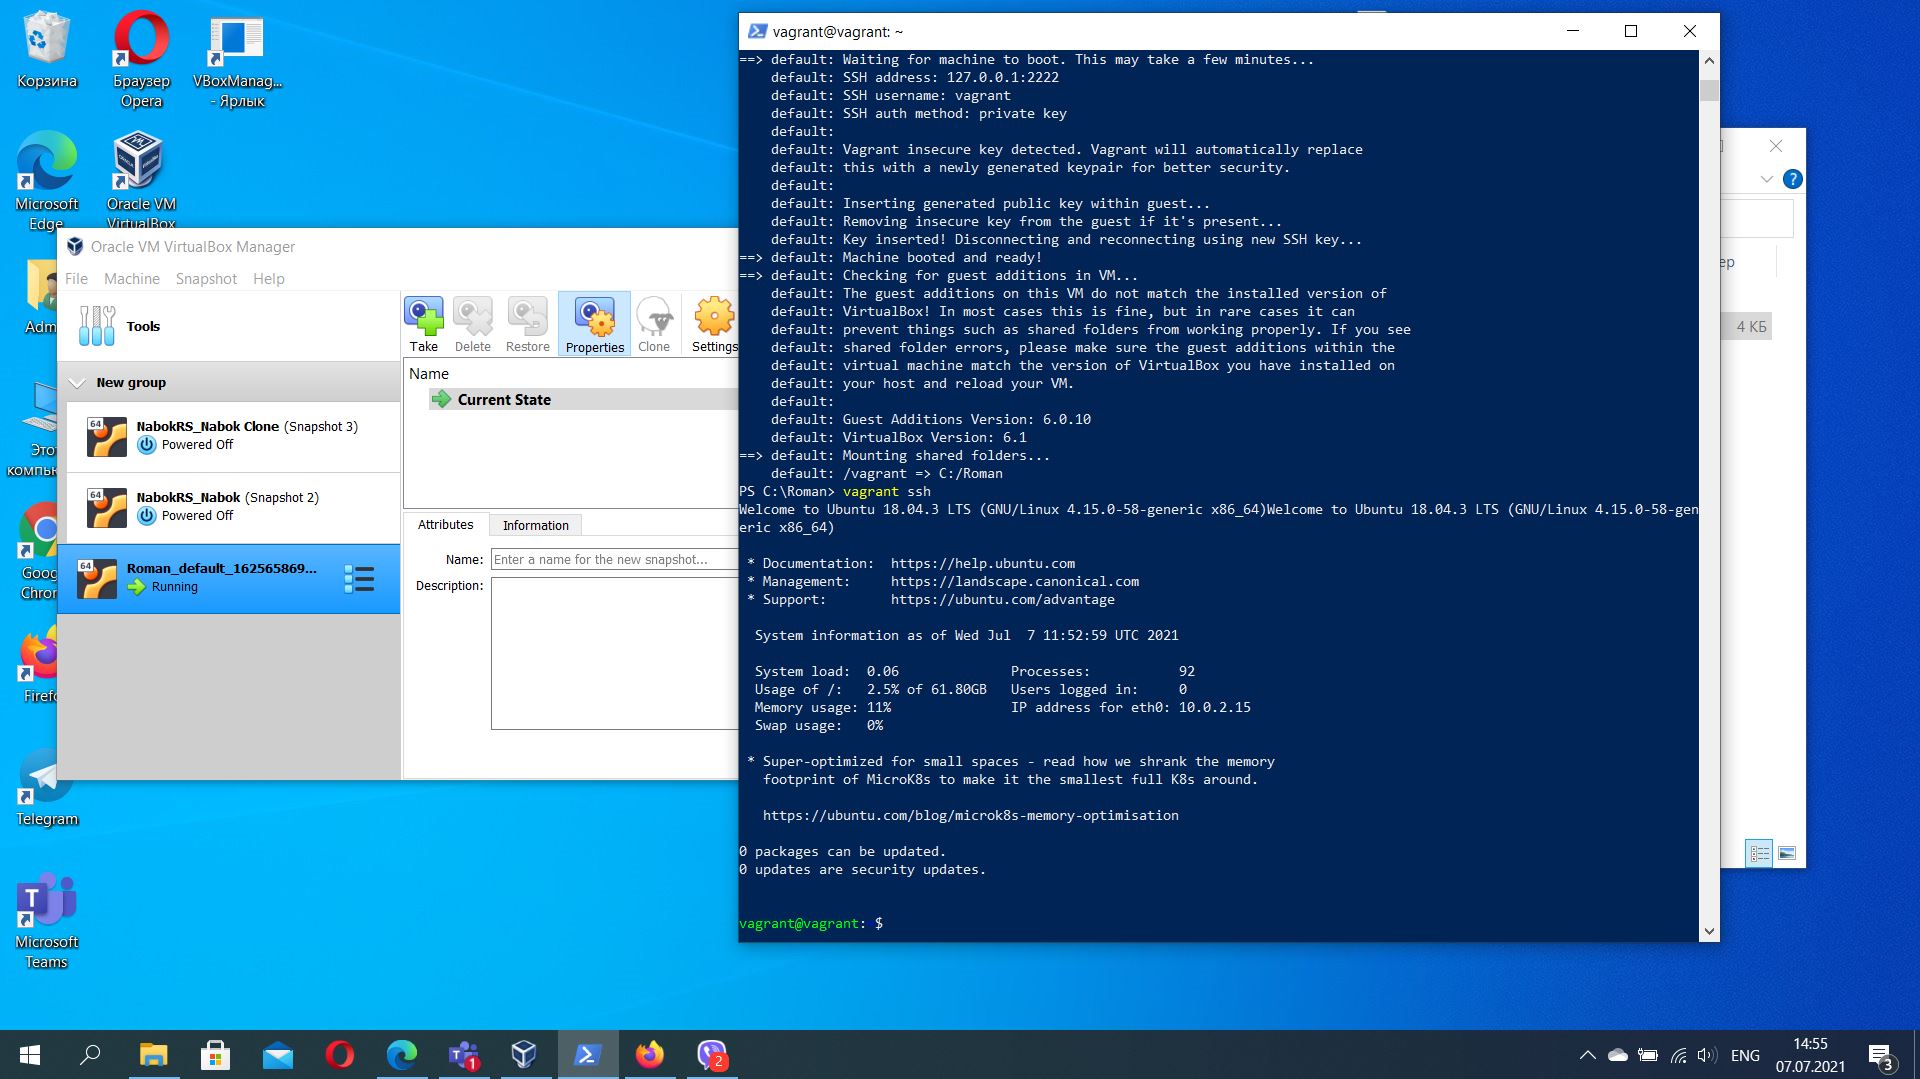 Корзина
Браузер
Opera
VBoxManag...
- Ярлык
Microsoft
Edge
Oracle VM
VirtualBox
Adm
Это
компь
Goog
Chron
Firefo
Telegram
Microsoft
Teams
Oracle VM VirtualBox Manager
File Machine Snapshot Help
Tools
New group
64
NabokRS_Nabok Clone (Snapshot 3)
Powered Off
64
NabokRS_Nabok (Snapshot 2)
Powered Off
64
Roman_default_162565869...
Running
Take Delete Restore Properties Clone Settings
Name
Current State
Attributes Information
Name: Enter a name for the new snapshot...
Description:
vagrant@vagrant: ~
==> default: Waiting for machine to boot. This may take a few minutes...
default: SSH address: 127.0.0.1:2222
default: SSH username: vagrant
default: SSH auth method: private key
default:
default: Vagrant insecure key detected. Vagrant will automatically replace
default: this with a newly generated keypair for better security.
default:
default: Inserting generated public key within guest...
default: Removing insecure key from the guest if it's present...
default: Key inserted! Disconnecting and reconnecting using new SSH key...
==> default: Machine booted and ready!
==> default: Checking for guest additions in VM...
default: The guest additions on this VM do not match the installed version of
default: VirtualBox! In most cases this is fine, but in rare cases it can
default: prevent things such as shared folders from working properly. If you see
default: shared folder errors, please make sure the guest additions within the
default: virtual machine match the version of VirtualBox you have installed on
default: your host and reload your VM.
default:
default: Guest Additions Version: 6.0.10
default: VirtualBox Version: 6.1
==> default: Mounting shared folders...
default: /vagrant => C:/Roman
PS C:\Roman> vagrant ssh
Welcome to Ubuntu 18.04.3 LTS (GNU/Linux 4.15.0-58-generic x86_64)Welcome to Ubuntu 18.04.3 LTS (GNU/Linux 4.15.0-58-gen
eric x86_64)
* Documentation: https://help.ubuntu.com
* Management: https://landscape.canonical.com
* Support: https://ubuntu.com/advantage
System information as of Wed Jul 7 11:52:59 UTC 2021
System load: 0.06 Processes: 92
Usage of /: 2.5% of 61.80GB Users logged in: 0
Memory usage: 11% IP address for eth0: 10.0.2.15
Swap usage: 0%
* Super-optimized for small spaces - read how we shrank the memory
footprint of MicroK8s to make it the smallest full K8s around.
https://ubuntu.com/blog/microk8s-memory-optimisation
0 packages can be updated.
0 updates are security updates.
vagrant@vagrant: $
?
ер
4 КБ
1
2
ENG
14:55
07.07.2021
3